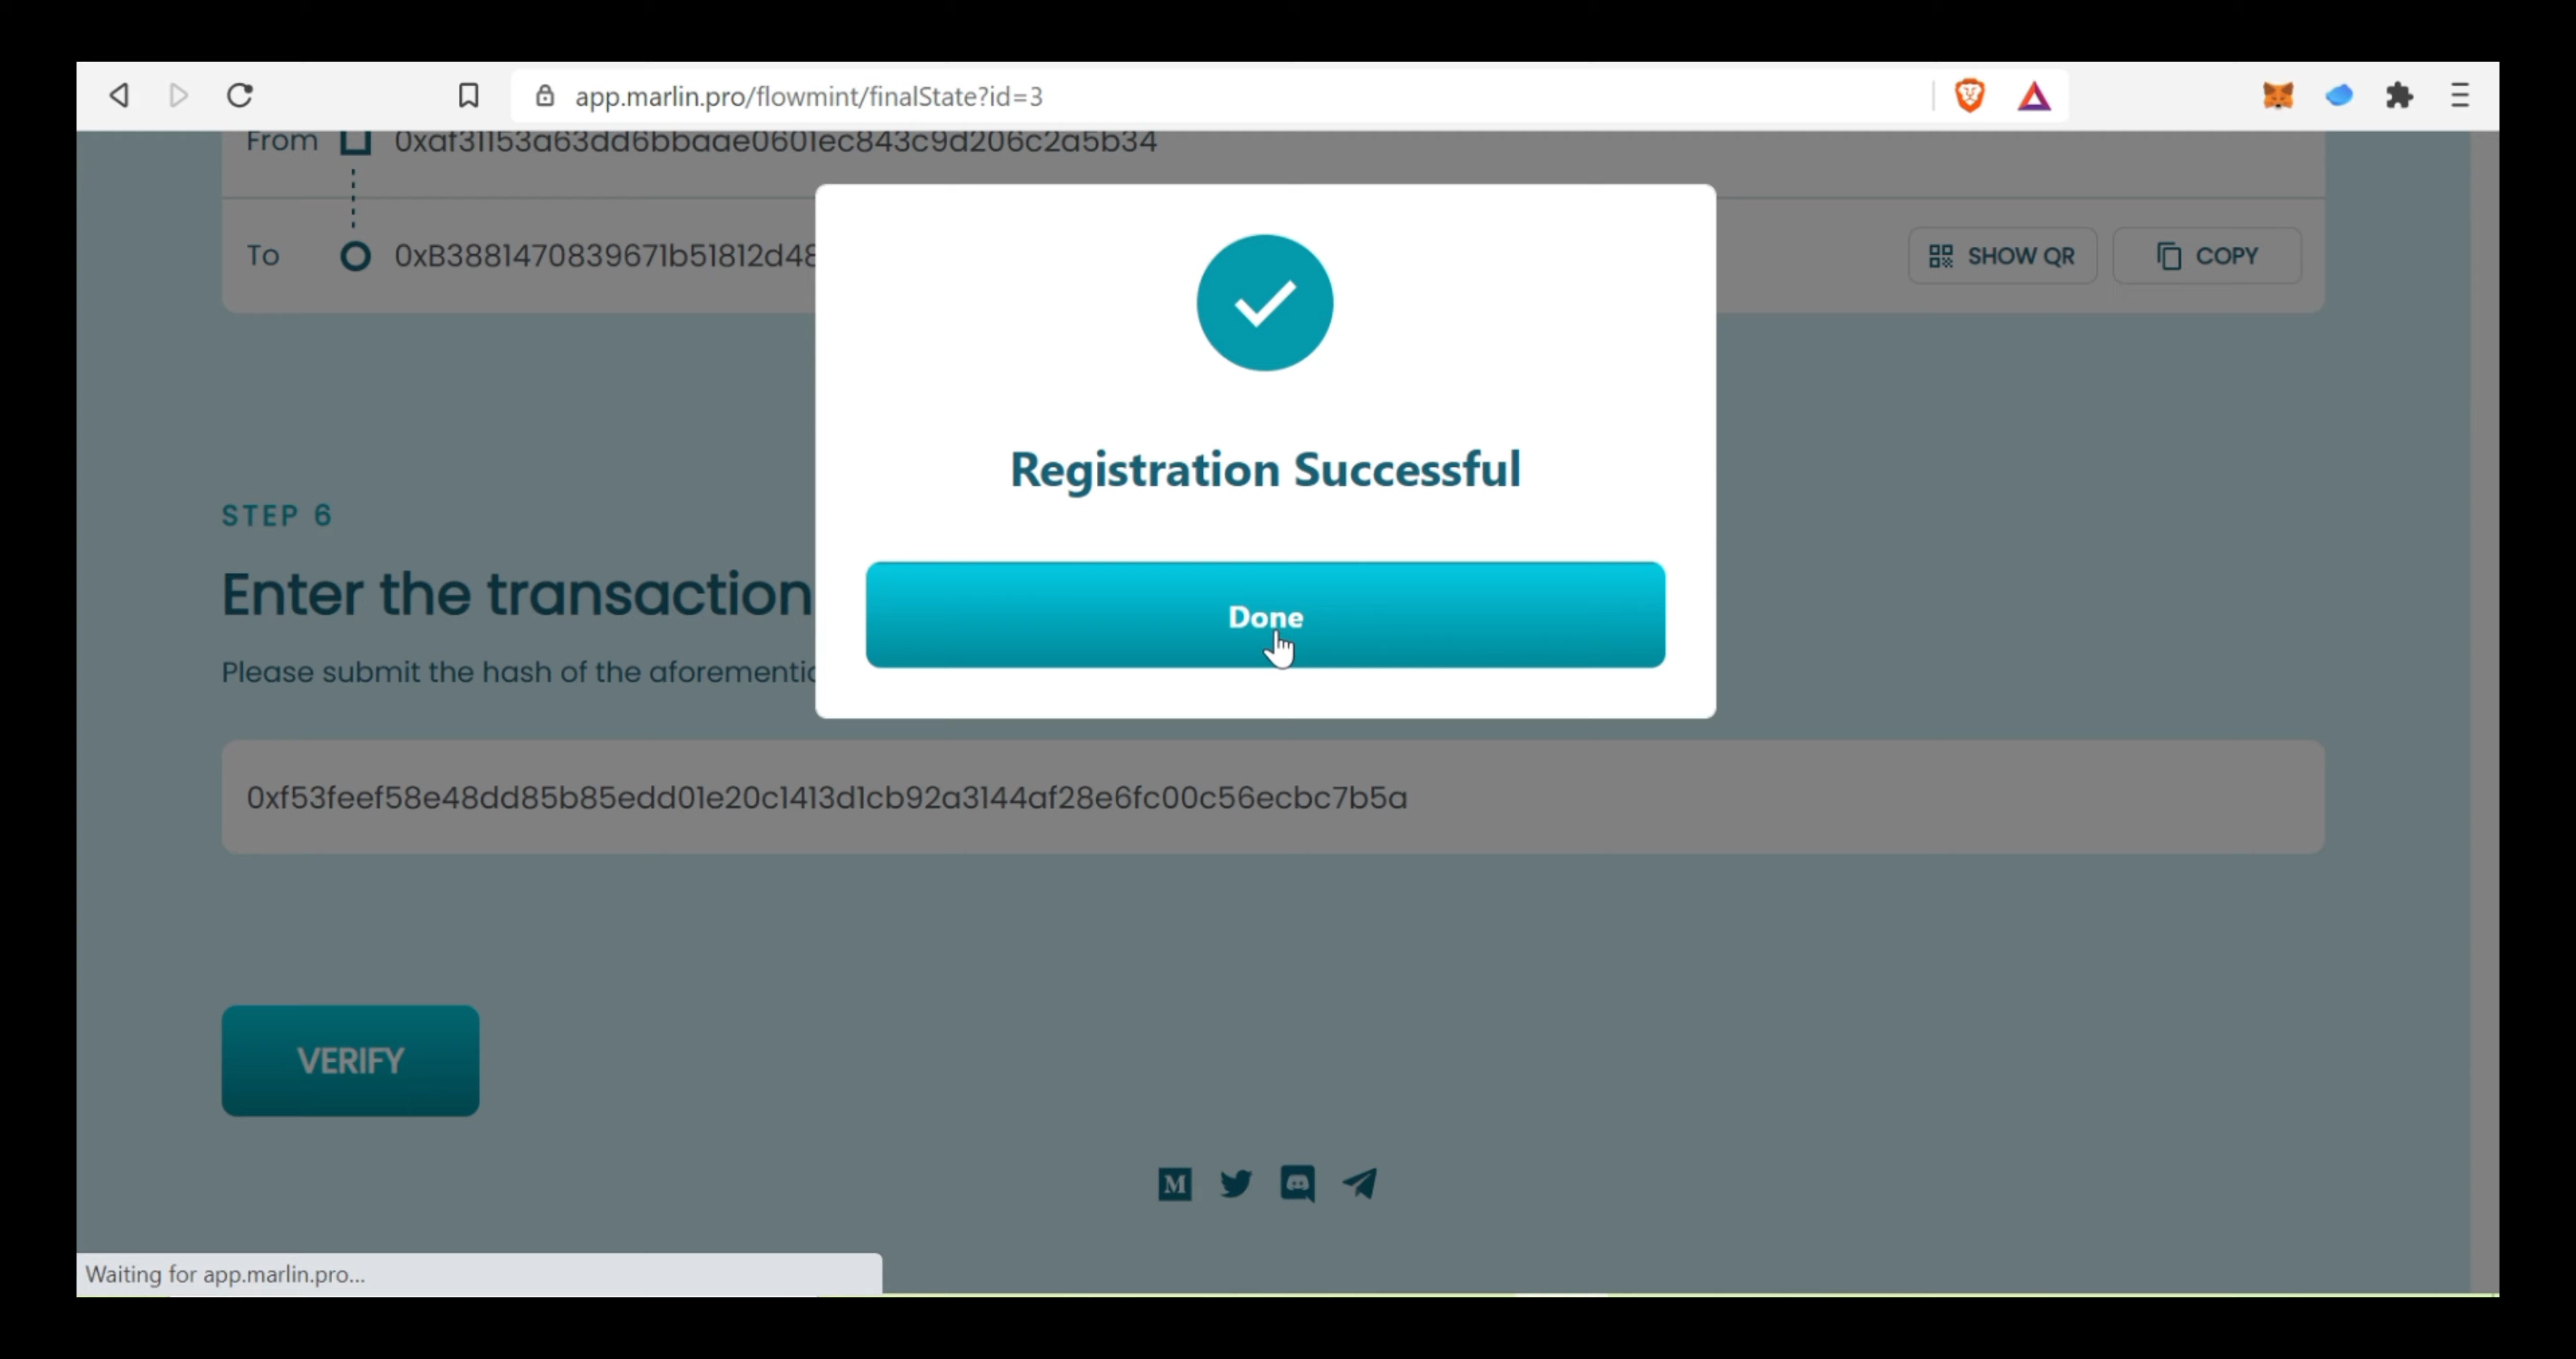 app.marlin.pro/flowmint/finalState?id=3
From 0xaf31153a63dd6bbaae0601ec843c9d206c2a5b34
To 0xB3881470839671b51812d48
SHOW QR
COPY
Registration Successful
Done
STEP 6
Enter the transaction
Please submit the hash of the aforementio
0xf53feef58e48dd85b85edd01e20c1413d1cb92a3144af28e6fc00c56ecbc7b5a
VERIFY
Waiting for app.marlin.pro...